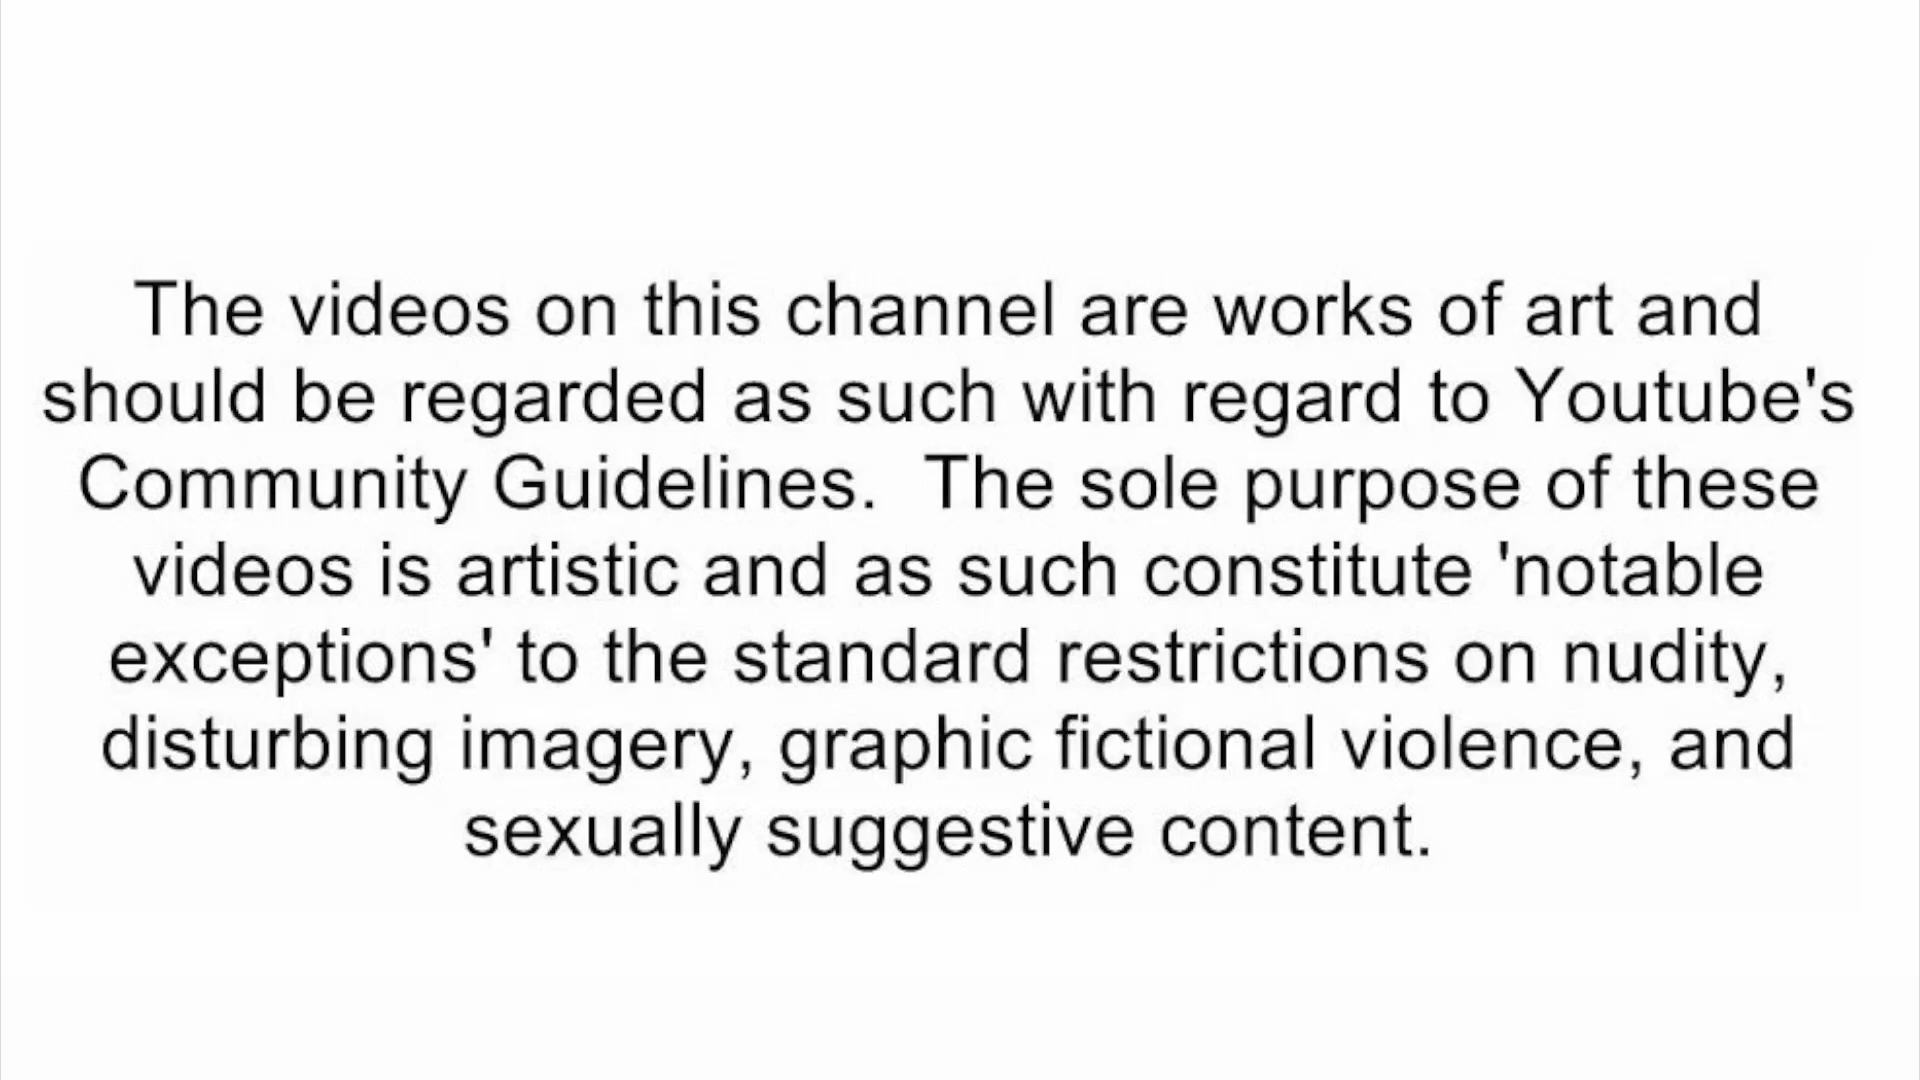 The videos on this channel are works of art and
should be regarded as such with regard to Youtube's
Community Guidelines.  The sole purpose of these
videos is artistic and as such constitute 'notable
exceptions' to the standard restrictions on nudity,
disturbing imagery, graphic fictional violence, and
sexually suggestive content.